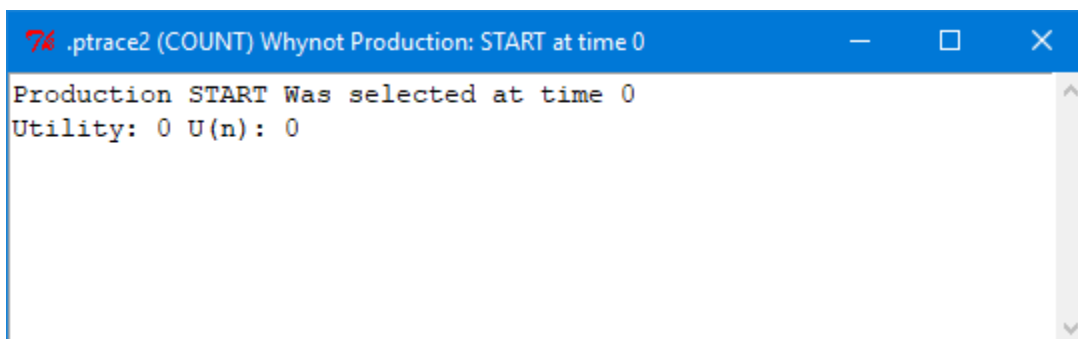 .ptrace2 (COUNT) Whynot Production: START at time 0
Production START Was selected at time 0
Utility: 0 U(n): 0